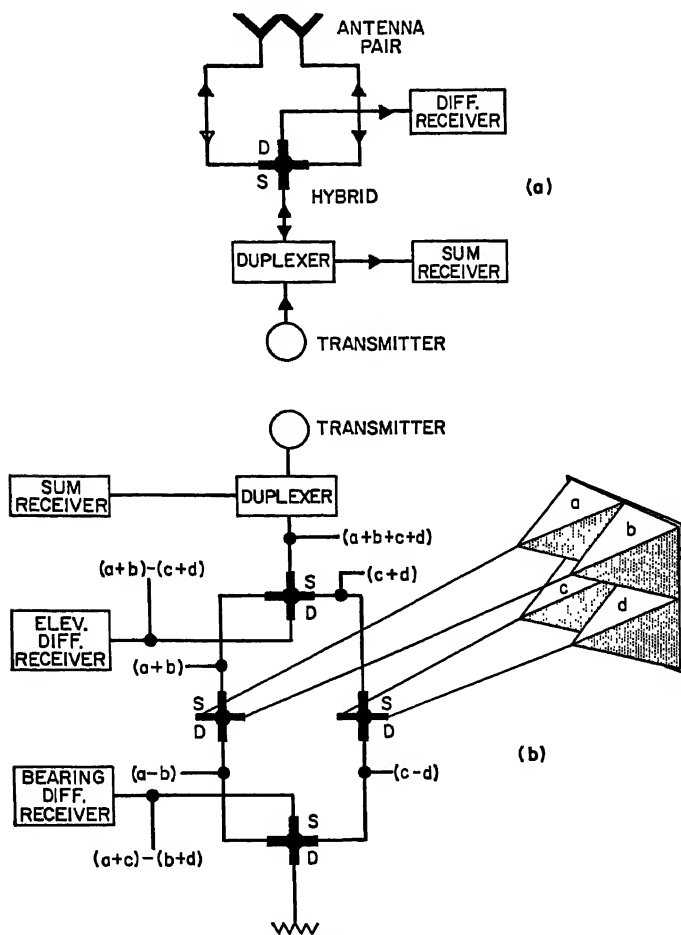 ANTENNA
PAIR
DIFF.
RECEIVER
D
S
HYBRID
(a)
DUPLEXER
SUM
RECEIVER
TRANSMITTER
TRANSMITTER
SUM
RECEIVER
DUPLEXER
a
b
c
d
(a+b+c+d)
(a+b)-(c+d)
S
D
(c+d)
ELEV.
DIFF.
RECEIVER
(a+b)
S
D
S
D
(b)
BEARING
DIFF.
RECEIVER
(a-b)
(c-d)
S
D
(a+c)-(b+d)